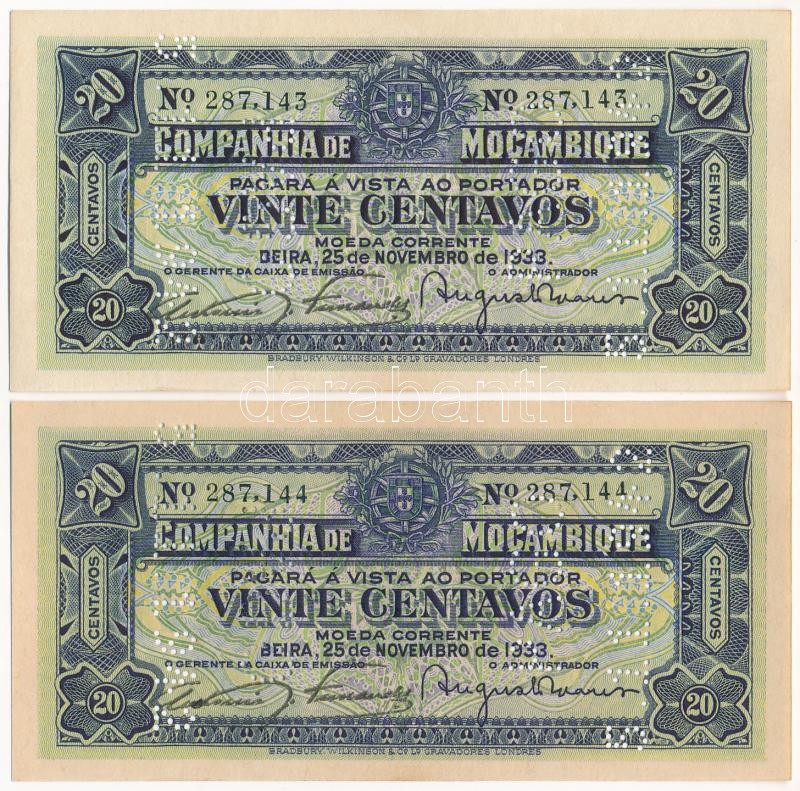 20 20
Nº 287,143 Nº 287,143
COMPANHIA DE MOÇAMBIQUE
PAGARÁ Á VISTA AO PORTADOR
VINTE CENTAVOS
CENTAVOS CENTAVOS
MOEDA CORRENTE
BEIRA, 25 de NOVEMBRO de 1933.
O GERENTE DA CAIXA DE EMISSÃO O ADMINISTRADOR
20 20
BRADBURY, WILKINSON & Cº Lº GRAVADORES LONDRES
darabanth
20 20
Nº 287,144 Nº 287,144
COMPANHIA DE MOÇAMBIQUE
PAGARÁ Á VISTA AO PORTADOR
VINTE CENTAVOS
CENTAVOS CENTAVOS
MOEDA CORRENTE
BEIRA, 25 de NOVEMBRO de 1933.
O GERENTE DA CAIXA DE EMISSÃO O ADMINISTRADOR
20 20
BRADBURY, WILKINSON & Cº Lº GRAVADORES LONDRES